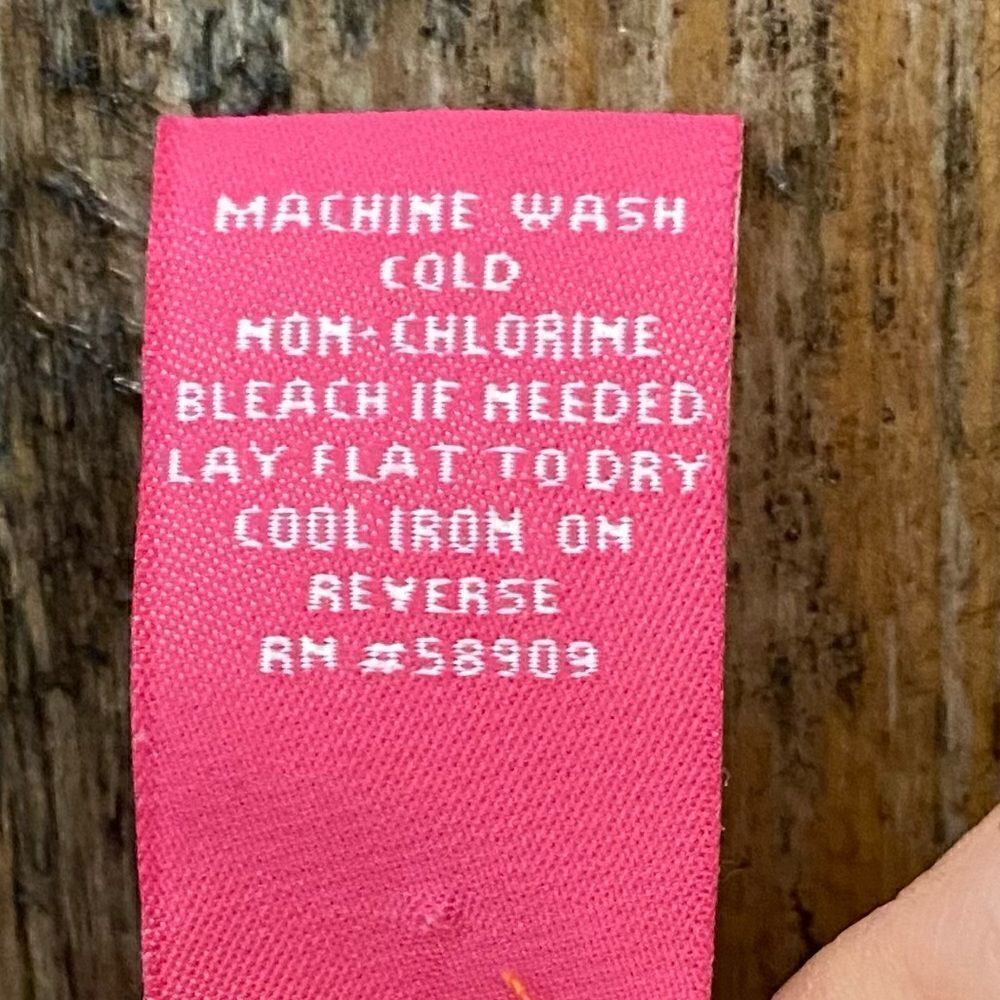 MACHINE WASH
COLD
NON-CHLORINE
BLEACH IF NEEDED
LAY FLAT TO DRY
COOL IRON ON
REVERSE
RN #58909